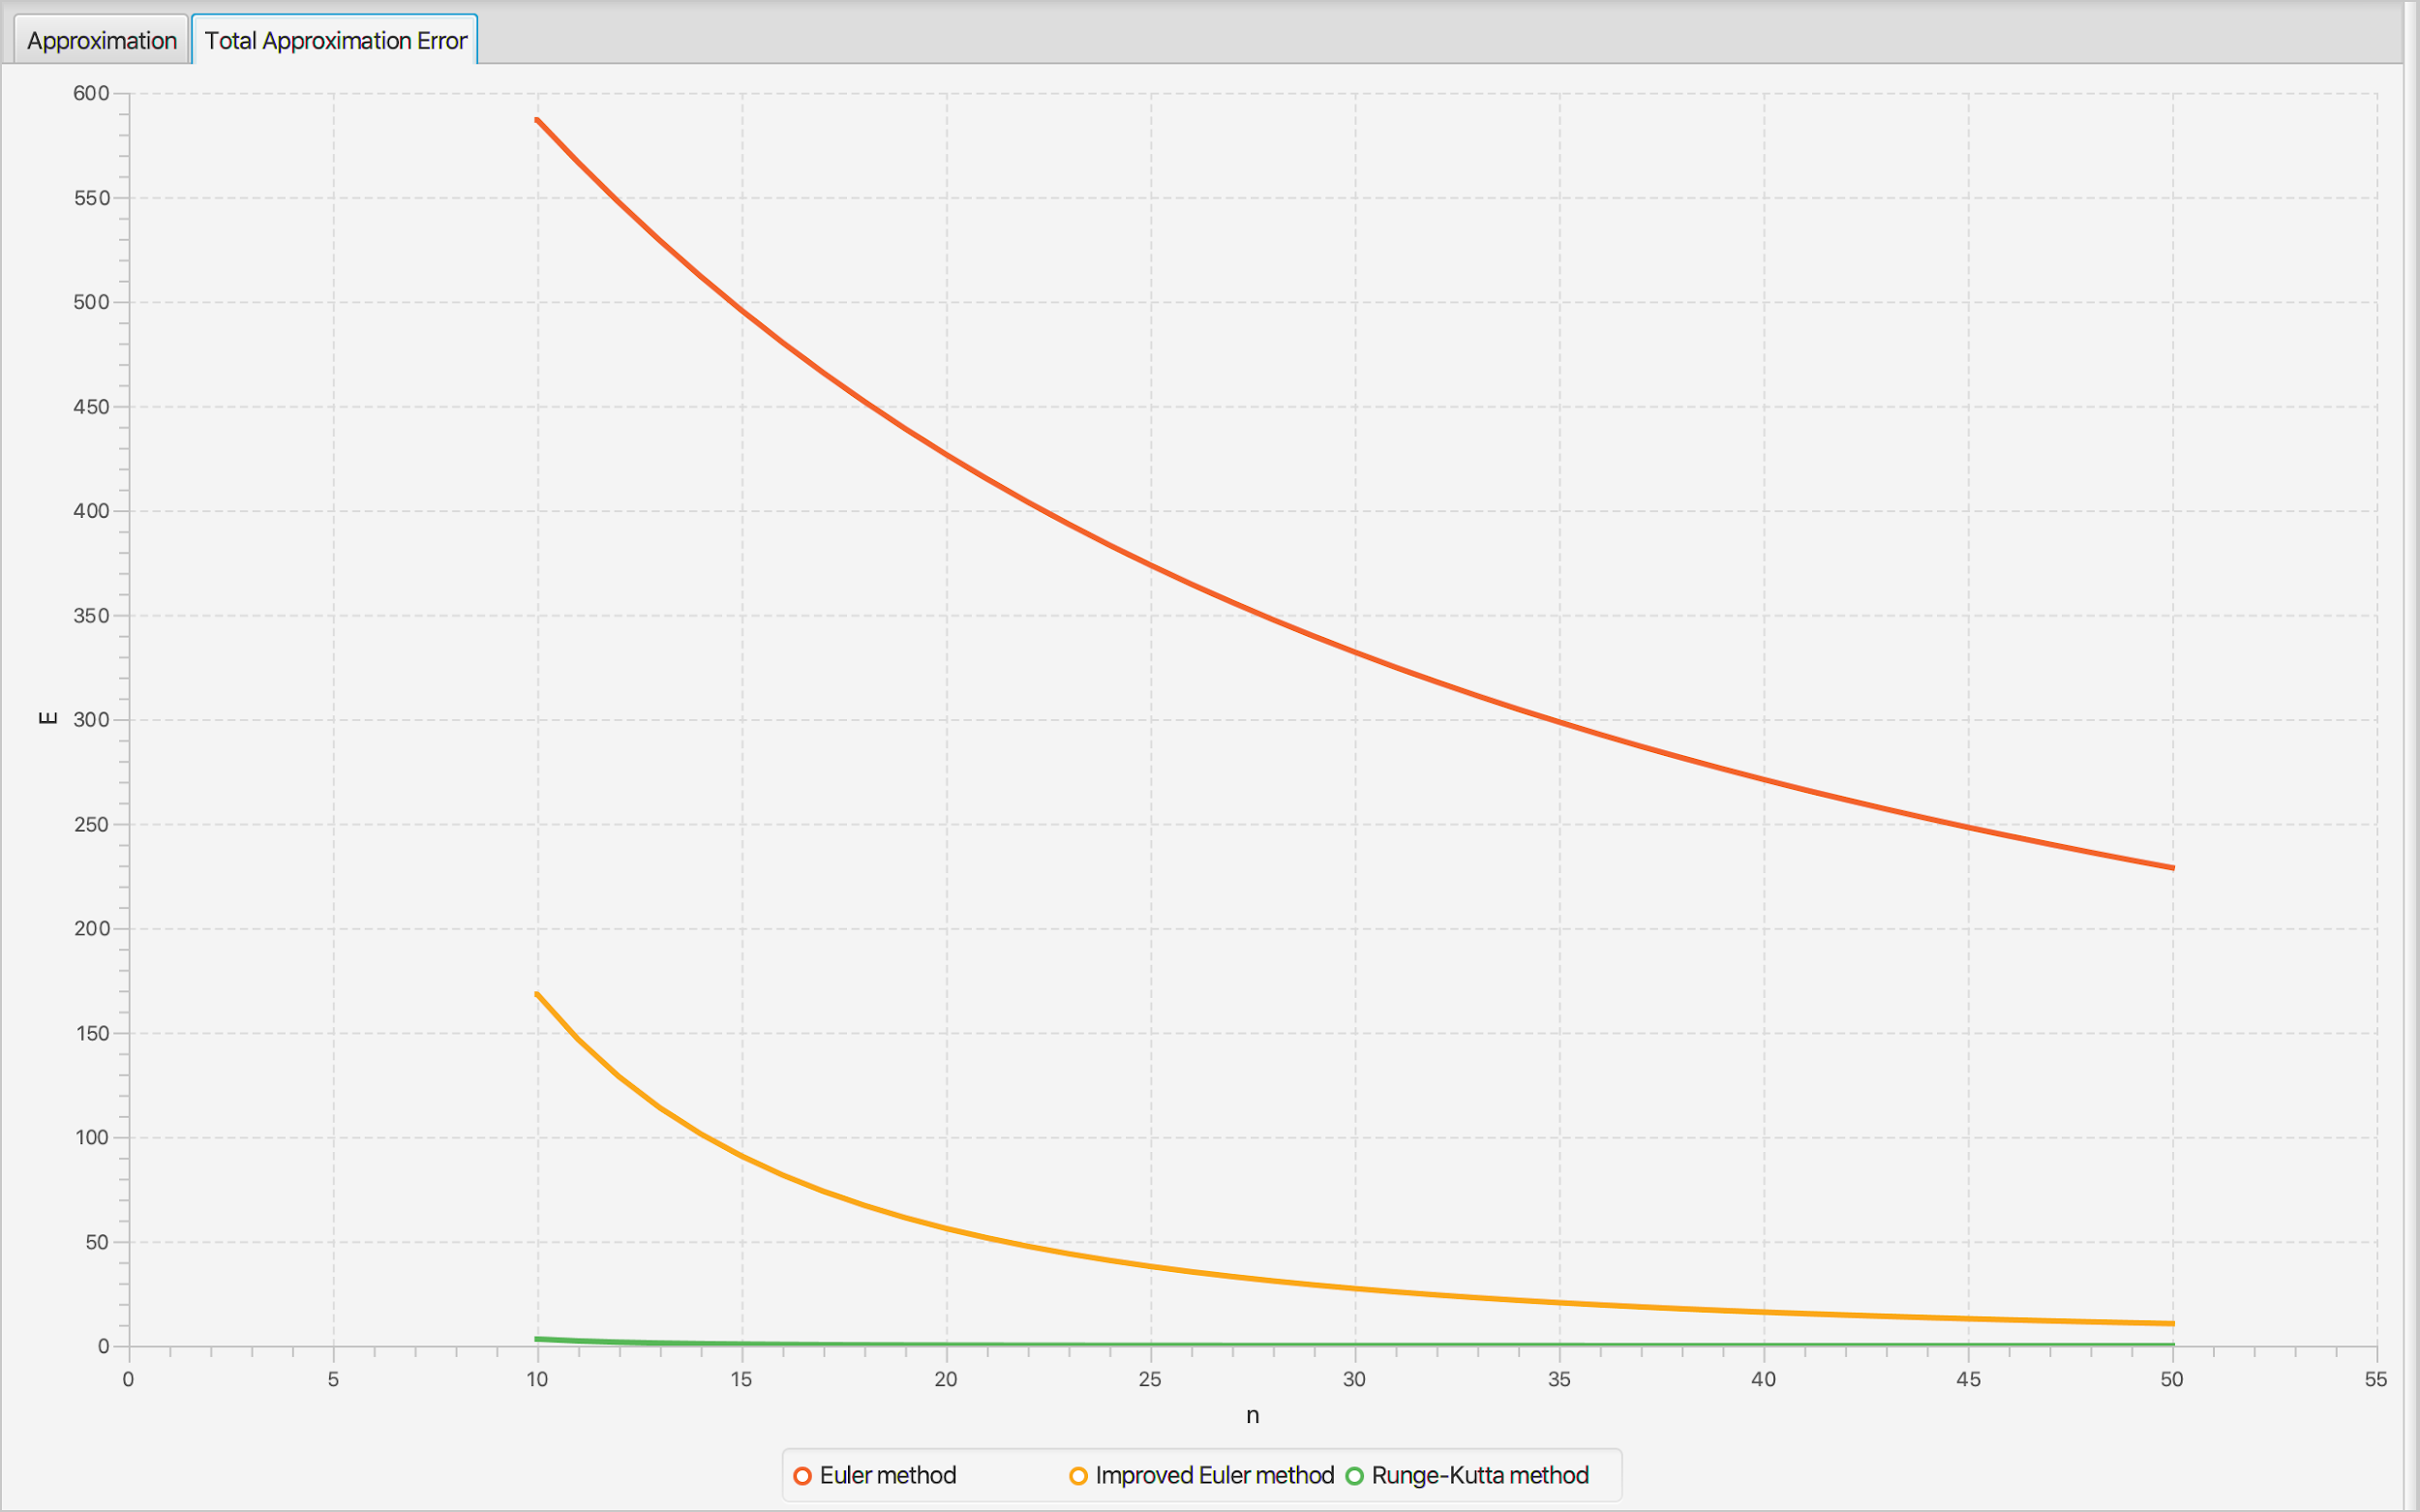 Approximation Total Approximation Error
600
550
500
450
400
350
E 300
250
200
150
100
50
0
0 5 10 15 20 25 30 35 40 45 50 55
n
Euler method Improved Euler method Runge-Kutta method